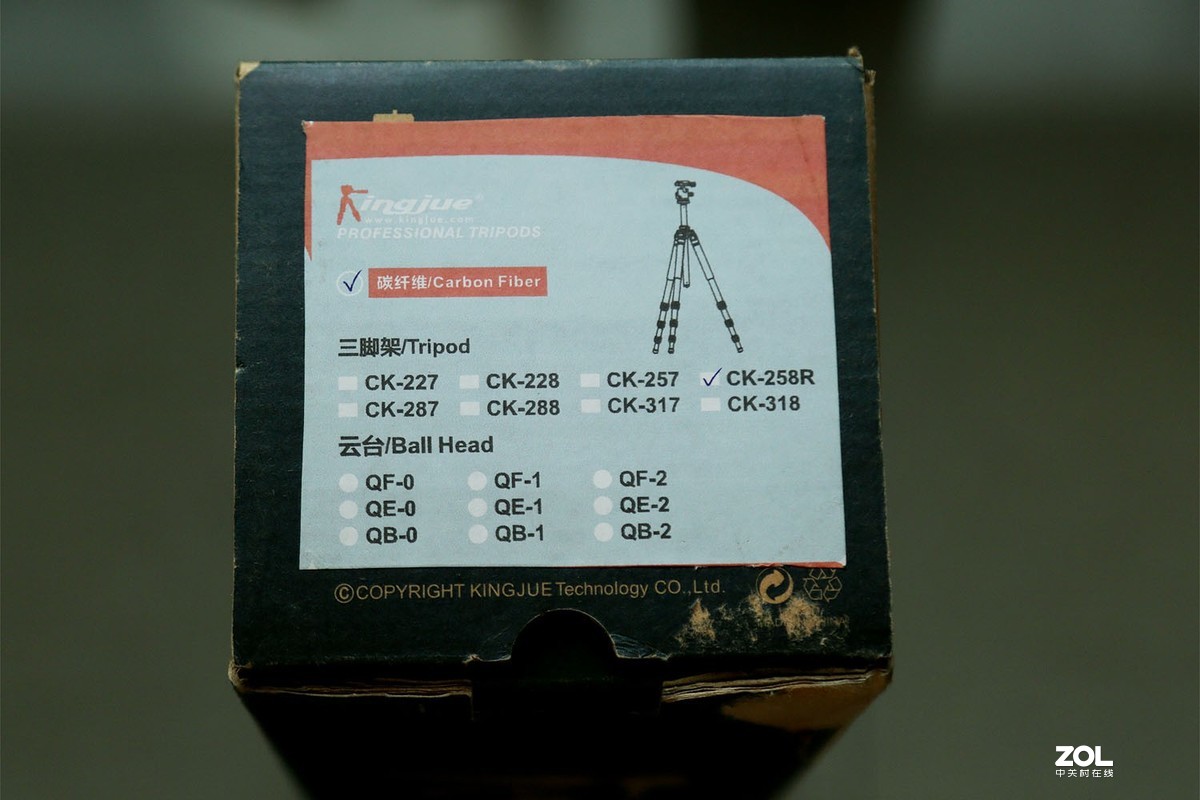 Kingjue®
www.kingjue.com
PROFESSIONAL TRIPODS
碳纤维/Carbon Fiber
三脚架/Tripod
CK-227 CK-228 CK-257 CK-258R
CK-287 CK-288 CK-317 CK-318
云台/Ball Head
QF-0 QF-1 QF-2
QE-0 QE-1 QE-2
QB-0 QB-1 QB-2
©COPYRIGHT KINGJUE Technology CO.,Ltd.
ZOL
中关村在线